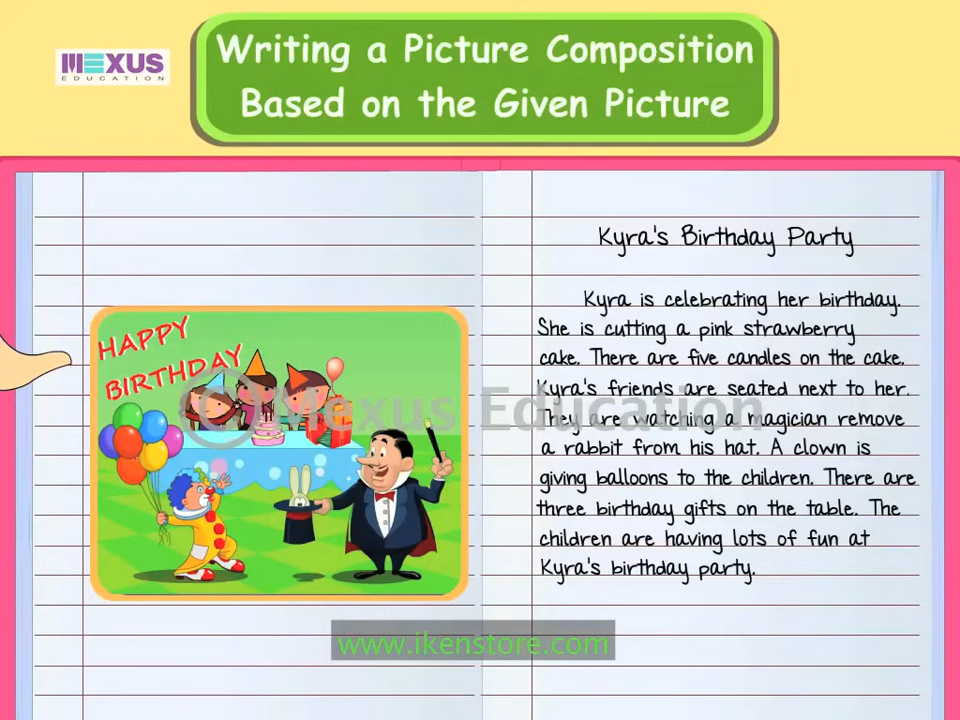 MEXUS
EDUCATION
Writing a Picture Composition
Based on the Given Picture
HAPPY
BIRTHDAY
Kyra's Birthday Party
Kyra is celebrating her birthday.
She is cutting a pink strawberry
cake. There are five candles on the cake.
Kyra's friends are seated next to her.
They are watching a magician remove
a rabbit from his hat. A clown is
giving balloons to the children. There are
three birthday gifts on the table. The
children are having lots of fun at
Kyra's birthday party.
© Mexus Education
www.ikenstore.com